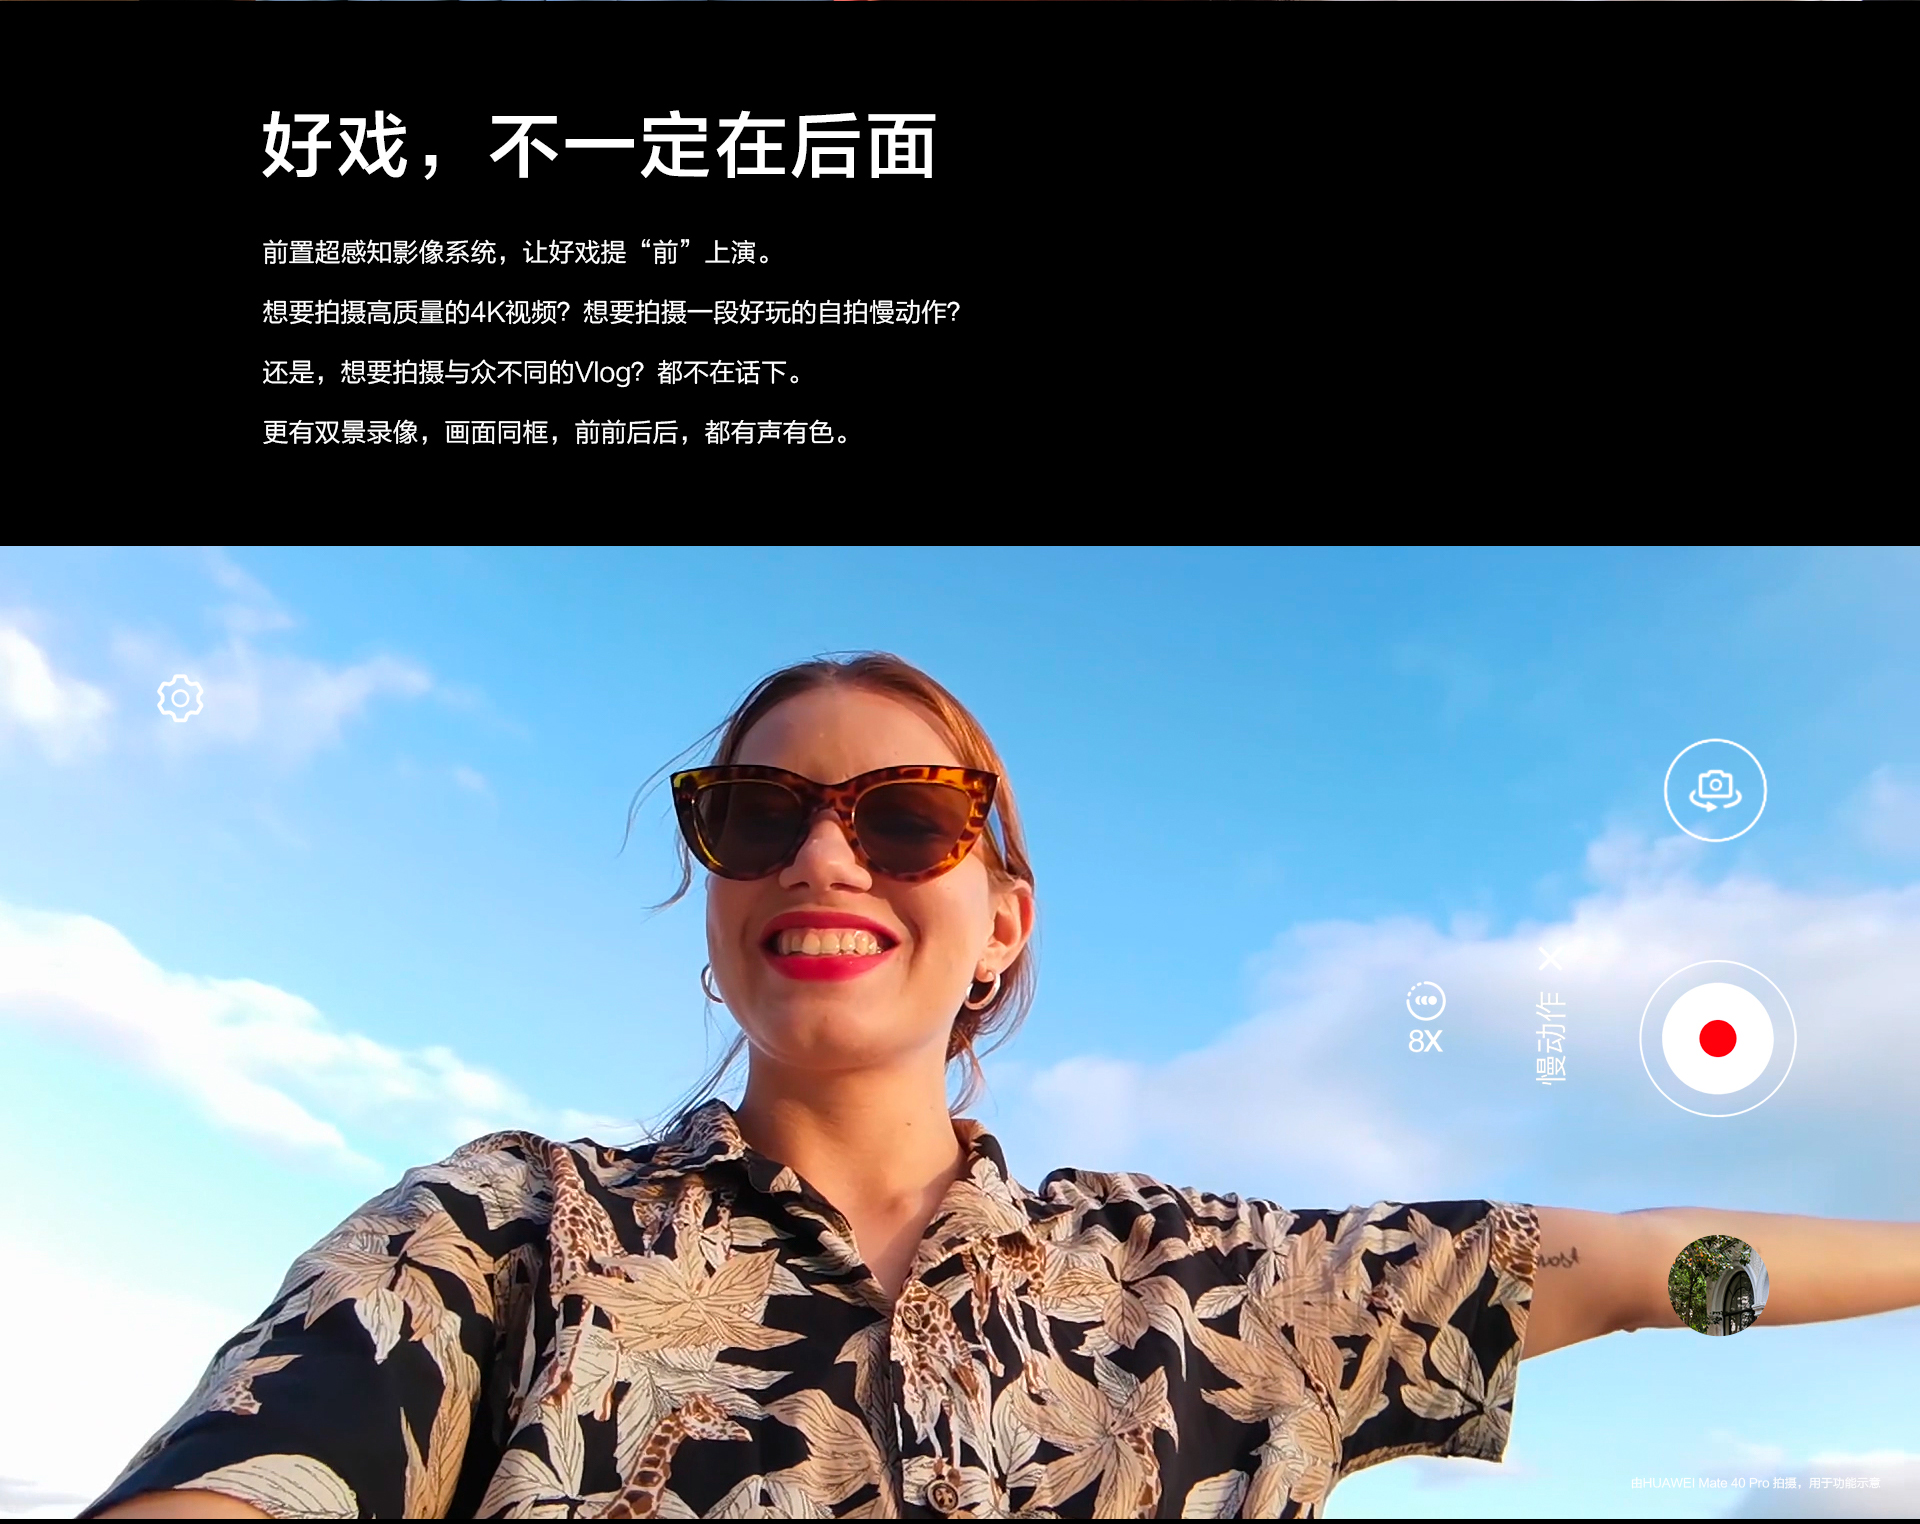 好戏，不一定在后面
前置超感知影像系统，让好戏提“前”上演。
想要拍摄高质量的4K视频？想要拍摄一段好玩的自拍慢动作？
还是，想要拍摄与众不同的Vlog？都不在话下。
更有双景录像，画面同框，前前后后，都有声有色。
8X
慢动作
由HUAWEI Mate 40 Pro 拍摄，用于功能示意